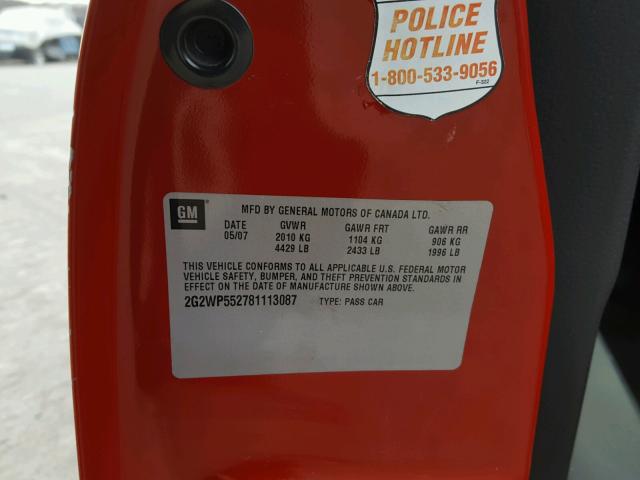 POLICE
HOTLINE
1-800-533-9056
F-522
GM
MFD BY GENERAL MOTORS OF CANADA LTD.
DATE GVWR GAWR FRT GAWR RR
05/07 2010 KG 1104 KG 906 KG
4429 LB 2433 LB 1996 LB
THIS VEHICLE CONFORMS TO ALL APPLICABLE U.S. FEDERAL MOTOR
VEHICLE SAFETY, BUMPER, AND THEFT PREVENTION STANDARDS IN
EFFECT ON THE DATE OF MANUFACTURE SHOWN ABOVE.
2G2WP552781113087 TYPE: PASS CAR